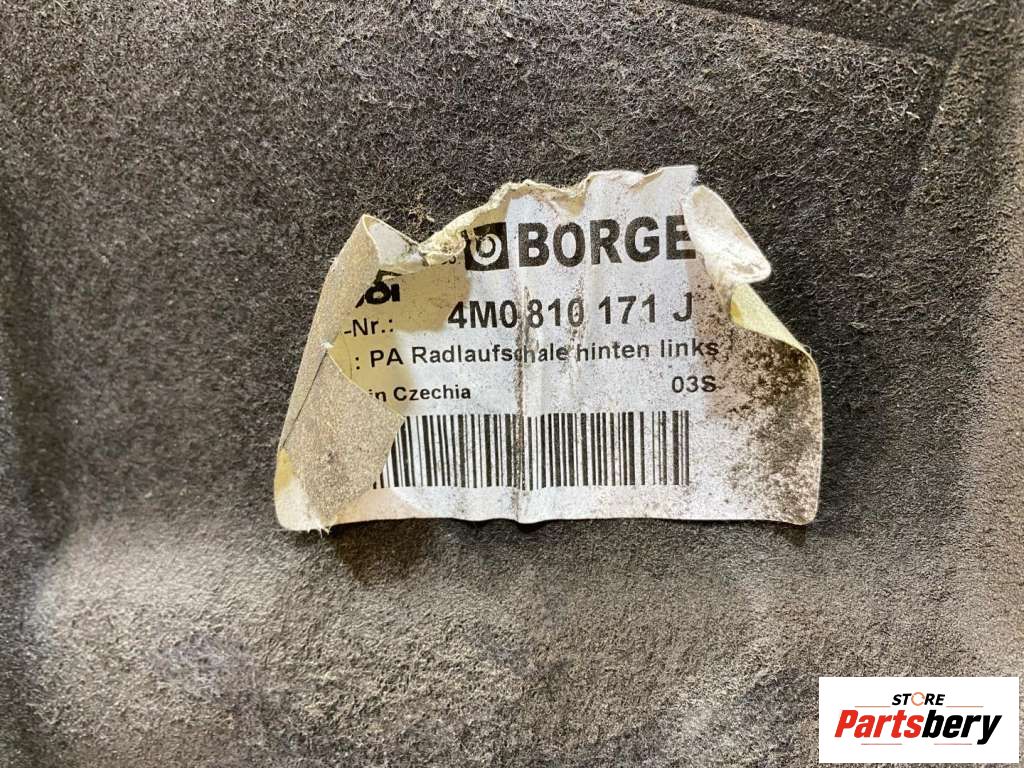 BORGE
-Nr.: 4M0 810 171 J
: PA Radlaufschale hinten links
in Czechia 03S
STORE
Partsbery